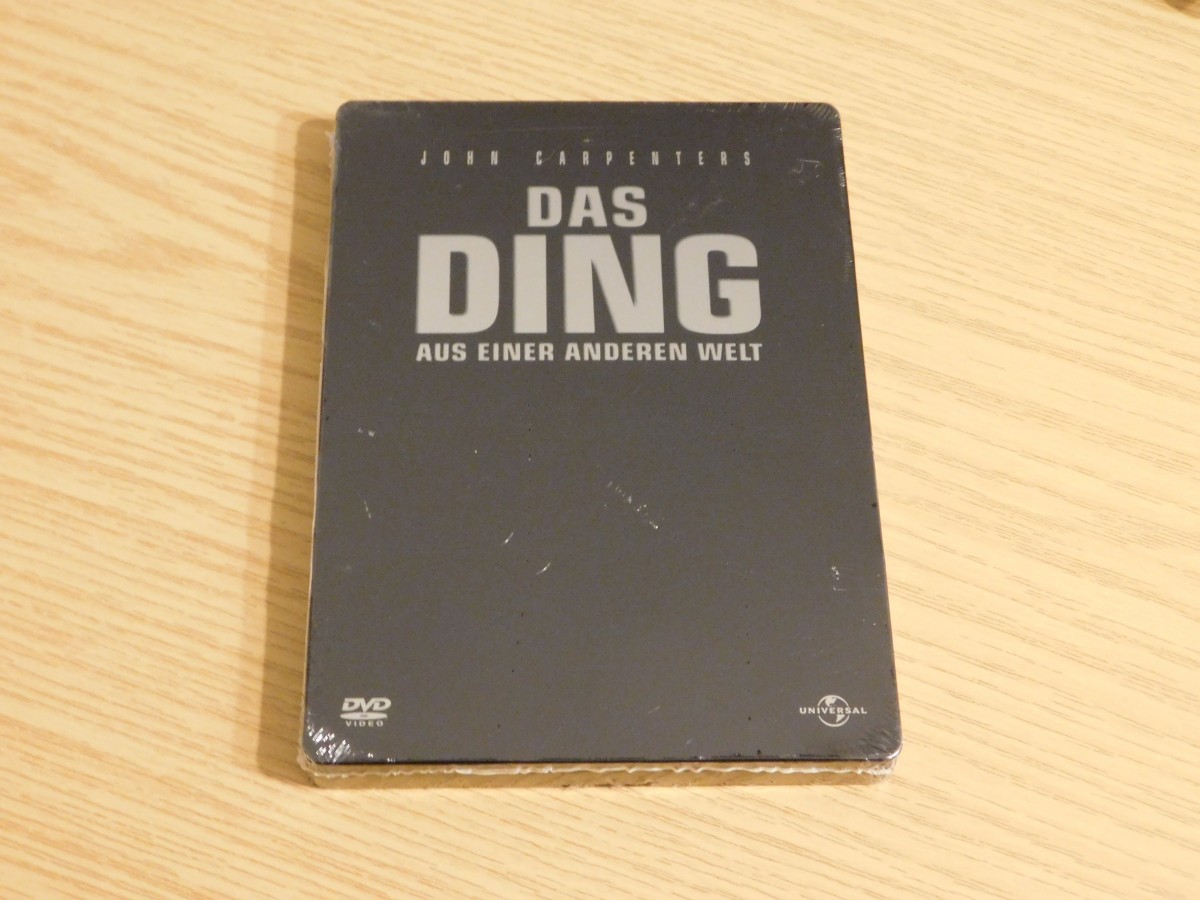 JOHN CARPENTERS
DAS
DING
AUS EINER ANDEREN WELT
DVD
VIDEO
UNIVERSAL